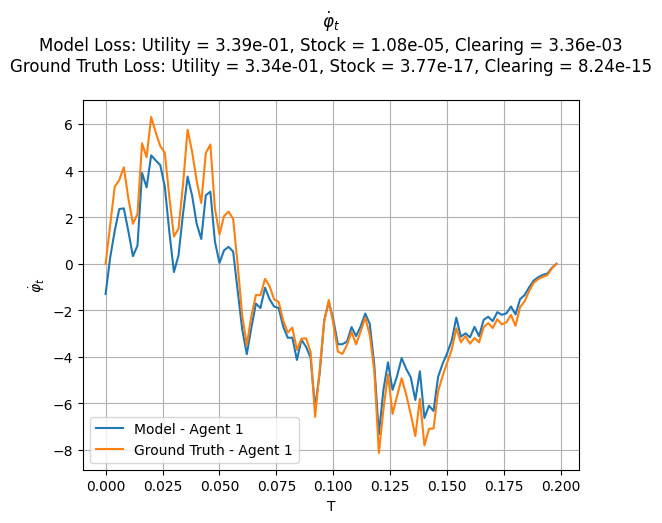 φ̇ₜ
Model Loss: Utility = 3.39e-01, Stock = 1.08e-05, Clearing = 3.36e-03
Ground Truth Loss: Utility = 3.34e-01, Stock = 3.77e-17, Clearing = 8.24e-15
6
4
2
0
−2
−4
−6
−8
φ̇ₜ
Model - Agent 1
Ground Truth - Agent 1
0.000 0.025 0.050 0.075 0.100 0.125 0.150 0.175 0.200
T